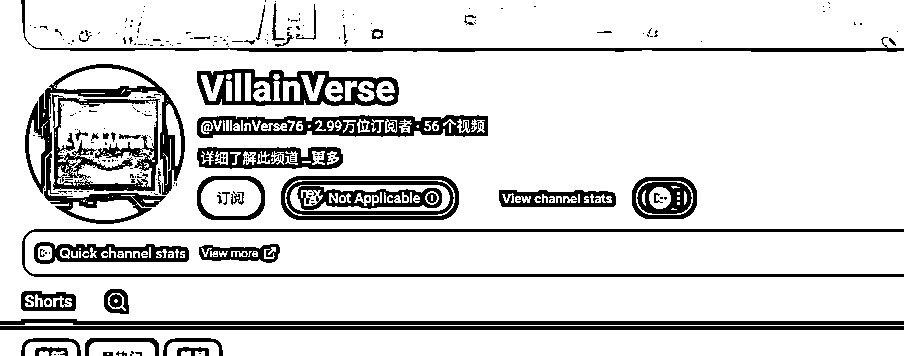 VillainVerse
@VillainVerse76 · 2.99万位订阅者 · 56 个视频
详细了解此频道 ...更多
订阅 Not Applicable View channel stats
Quick channel stats View more
Shorts